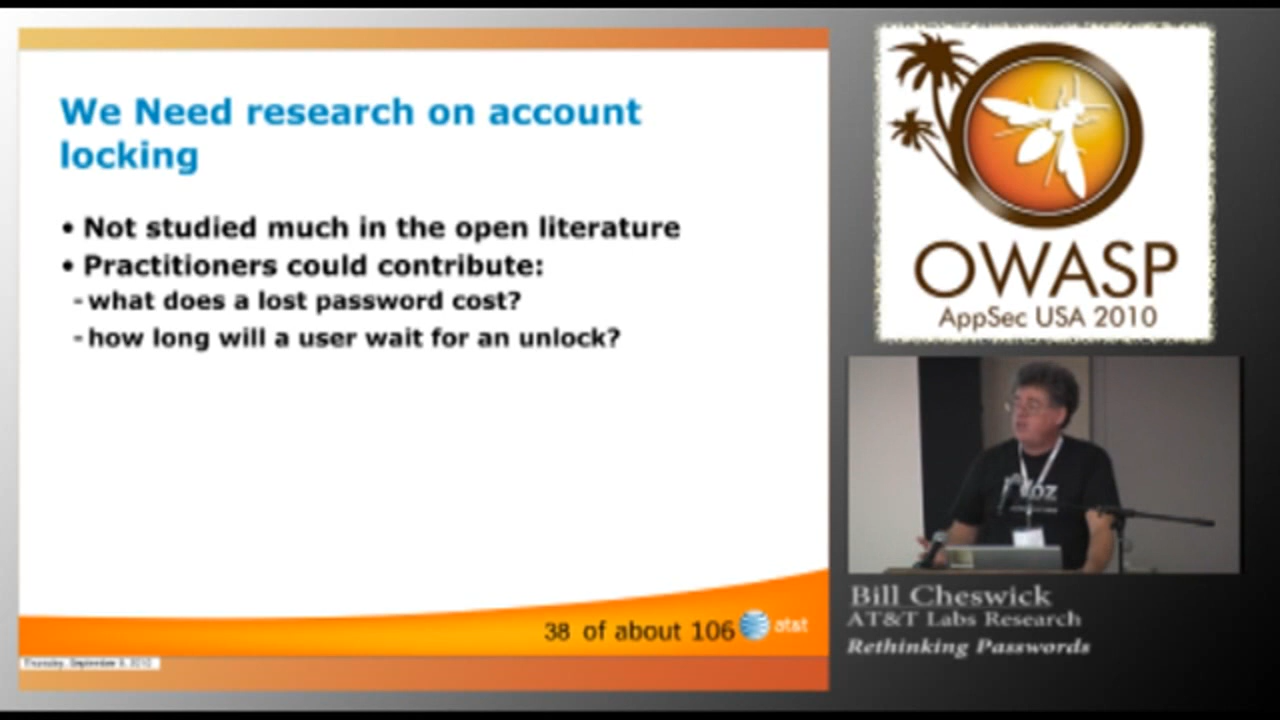 We Need research on account
locking
• Not studied much in the open literature
• Practitioners could contribute:
- what does a lost password cost?
- how long will a user wait for an unlock?
38 of about 106
at&t
OWASP
AppSec USA 2010
Bill Cheswick
AT&T Labs Research
Rethinking Passwords